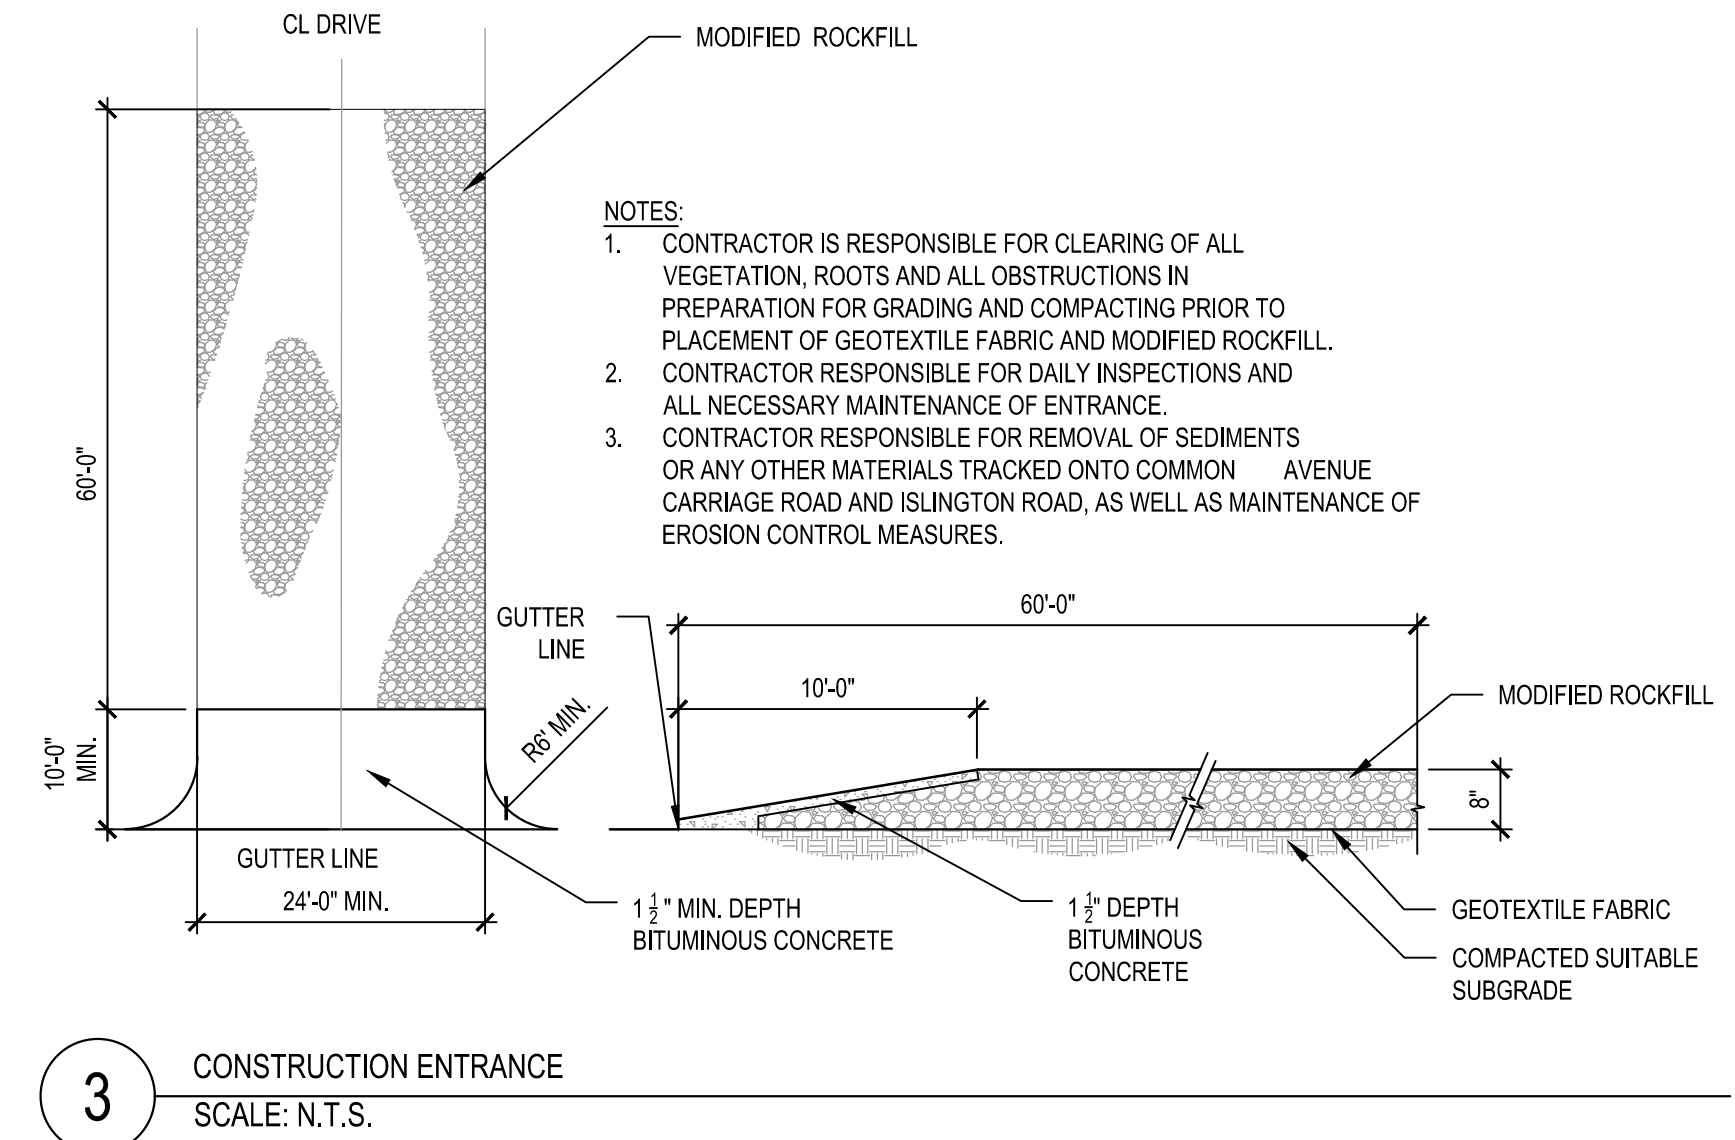 CL DRIVE
MODIFIED ROCKFILL
60'-0"
10'-0"
MIN.
R6' MIN.
GUTTER LINE
24'-0" MIN.
1 1/2" MIN. DEPTH
BITUMINOUS CONCRETE
NOTES:
1. CONTRACTOR IS RESPONSIBLE FOR CLEARING OF ALL
VEGETATION, ROOTS AND ALL OBSTRUCTIONS IN
PREPARATION FOR GRADING AND COMPACTING PRIOR TO
PLACEMENT OF GEOTEXTILE FABRIC AND MODIFIED ROCKFILL.
2. CONTRACTOR RESPONSIBLE FOR DAILY INSPECTIONS AND
ALL NECESSARY MAINTENANCE OF ENTRANCE.
3. CONTRACTOR RESPONSIBLE FOR REMOVAL OF SEDIMENTS
OR ANY OTHER MATERIALS TRACKED ONTO COMMON AVENUE
CARRIAGE ROAD AND ISLINGTON ROAD, AS WELL AS MAINTENANCE OF
EROSION CONTROL MEASURES.
GUTTER
LINE
60'-0"
10'-0"
MODIFIED ROCKFILL
8"
1 1/2" DEPTH
BITUMINOUS
CONCRETE
GEOTEXTILE FABRIC
COMPACTED SUITABLE
SUBGRADE
3
CONSTRUCTION ENTRANCE
SCALE: N.T.S.